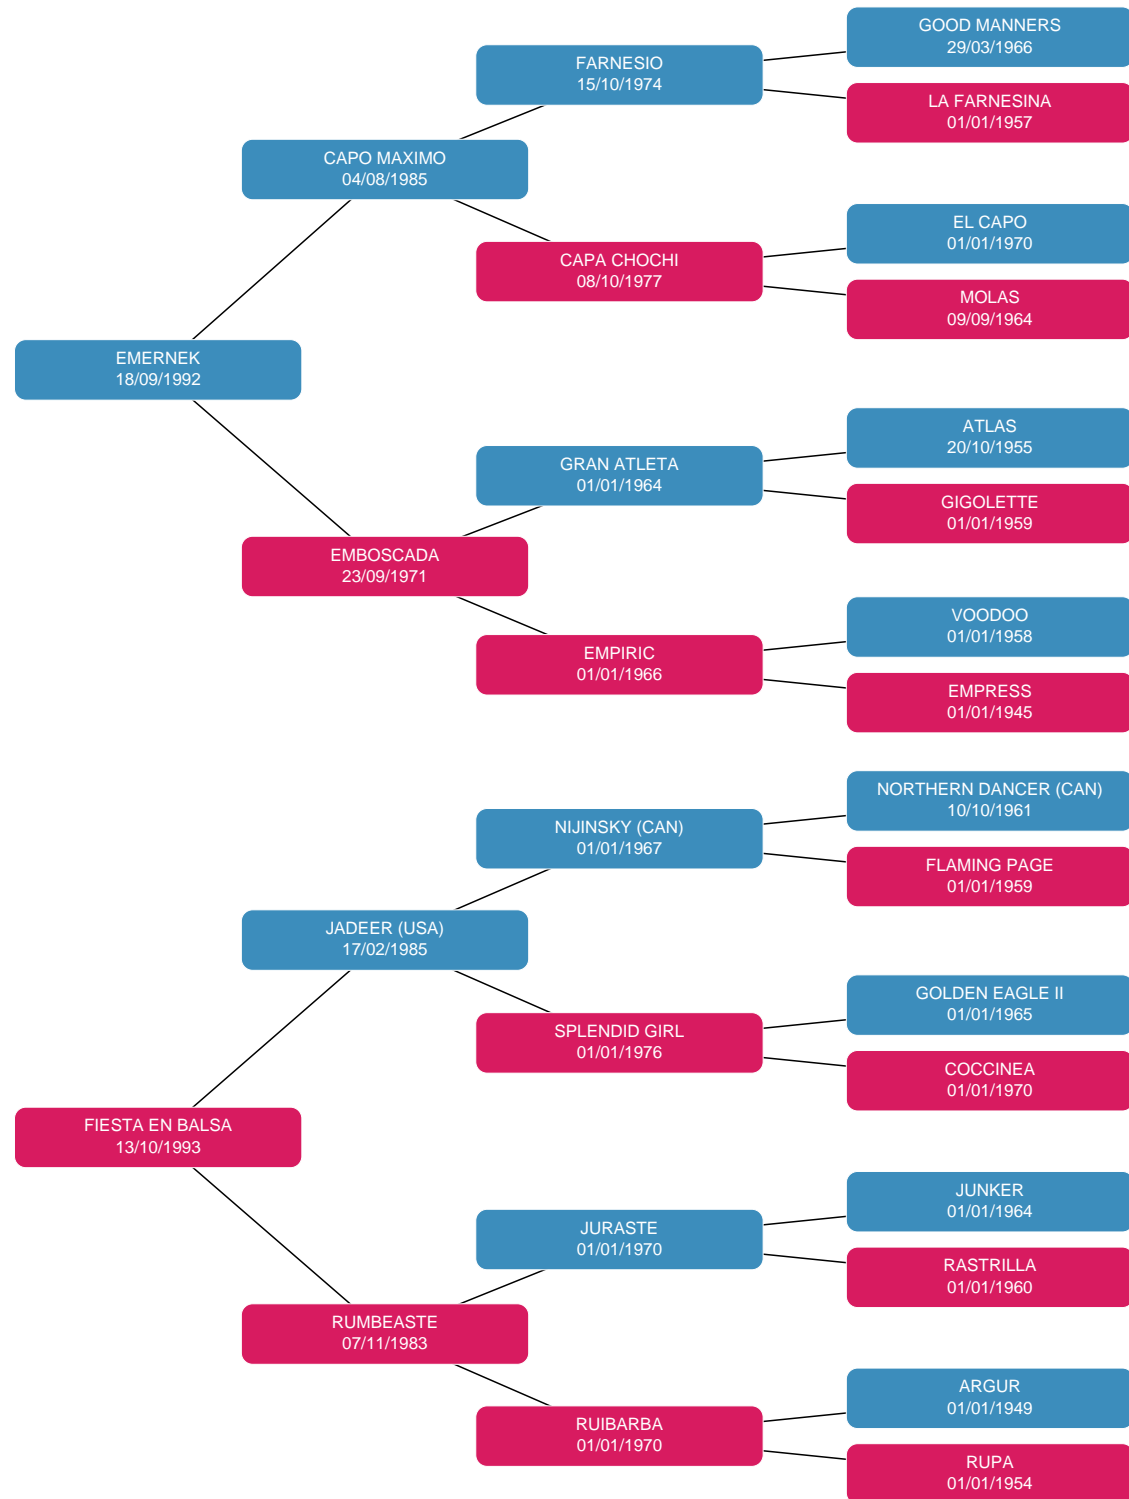 GOOD MANNERS
29/03/1966
FARNESIO
15/10/1974
LA FARNESINA
01/01/1957
CAPO MAXIMO
04/08/1985
EL CAPO
01/01/1970
CAPA CHOCHI
08/10/1977
MOLAS
09/09/1964
EMERNEK
18/09/1992
ATLAS
20/10/1955
GRAN ATLETA
01/01/1964
GIGOLETTE
01/01/1959
EMBOSCADA
23/09/1971
VOODOO
01/01/1958
EMPIRIC
01/01/1966
EMPRESS
01/01/1945
NORTHERN DANCER (CAN)
10/10/1961
NIJINSKY (CAN)
01/01/1967
FLAMING PAGE
01/01/1959
JADEER (USA)
17/02/1985
GOLDEN EAGLE II
01/01/1965
SPLENDID GIRL
01/01/1976
COCCINEA
01/01/1970
FIESTA EN BALSA
13/10/1993
JUNKER
01/01/1964
JURASTE
01/01/1970
RASTRILLA
01/01/1960
RUMBEASTE
07/11/1983
ARGUR
01/01/1949
RUIBARBA
01/01/1970
RUPA
01/01/1954